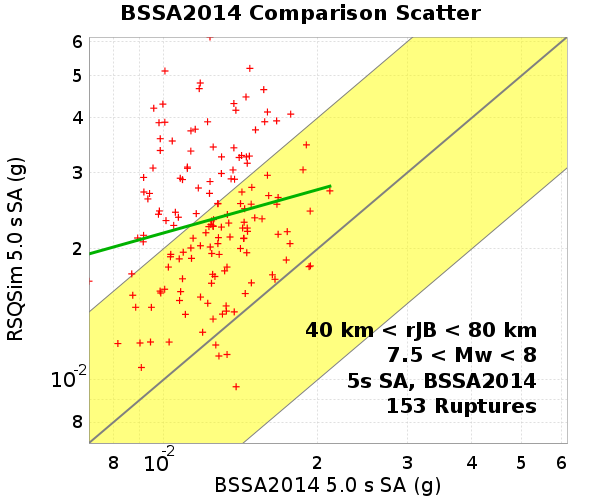 BSSA2014 Comparison Scatter
6
5
4
3
2
10-2
8
RSQSim 5.0 s SA (g)
40 km < rJB < 80 km
7.5 < Mw < 8
5s SA, BSSA2014
153 Ruptures
8 10-2 2 3 4 5 6
BSSA2014 5.0 s SA (g)